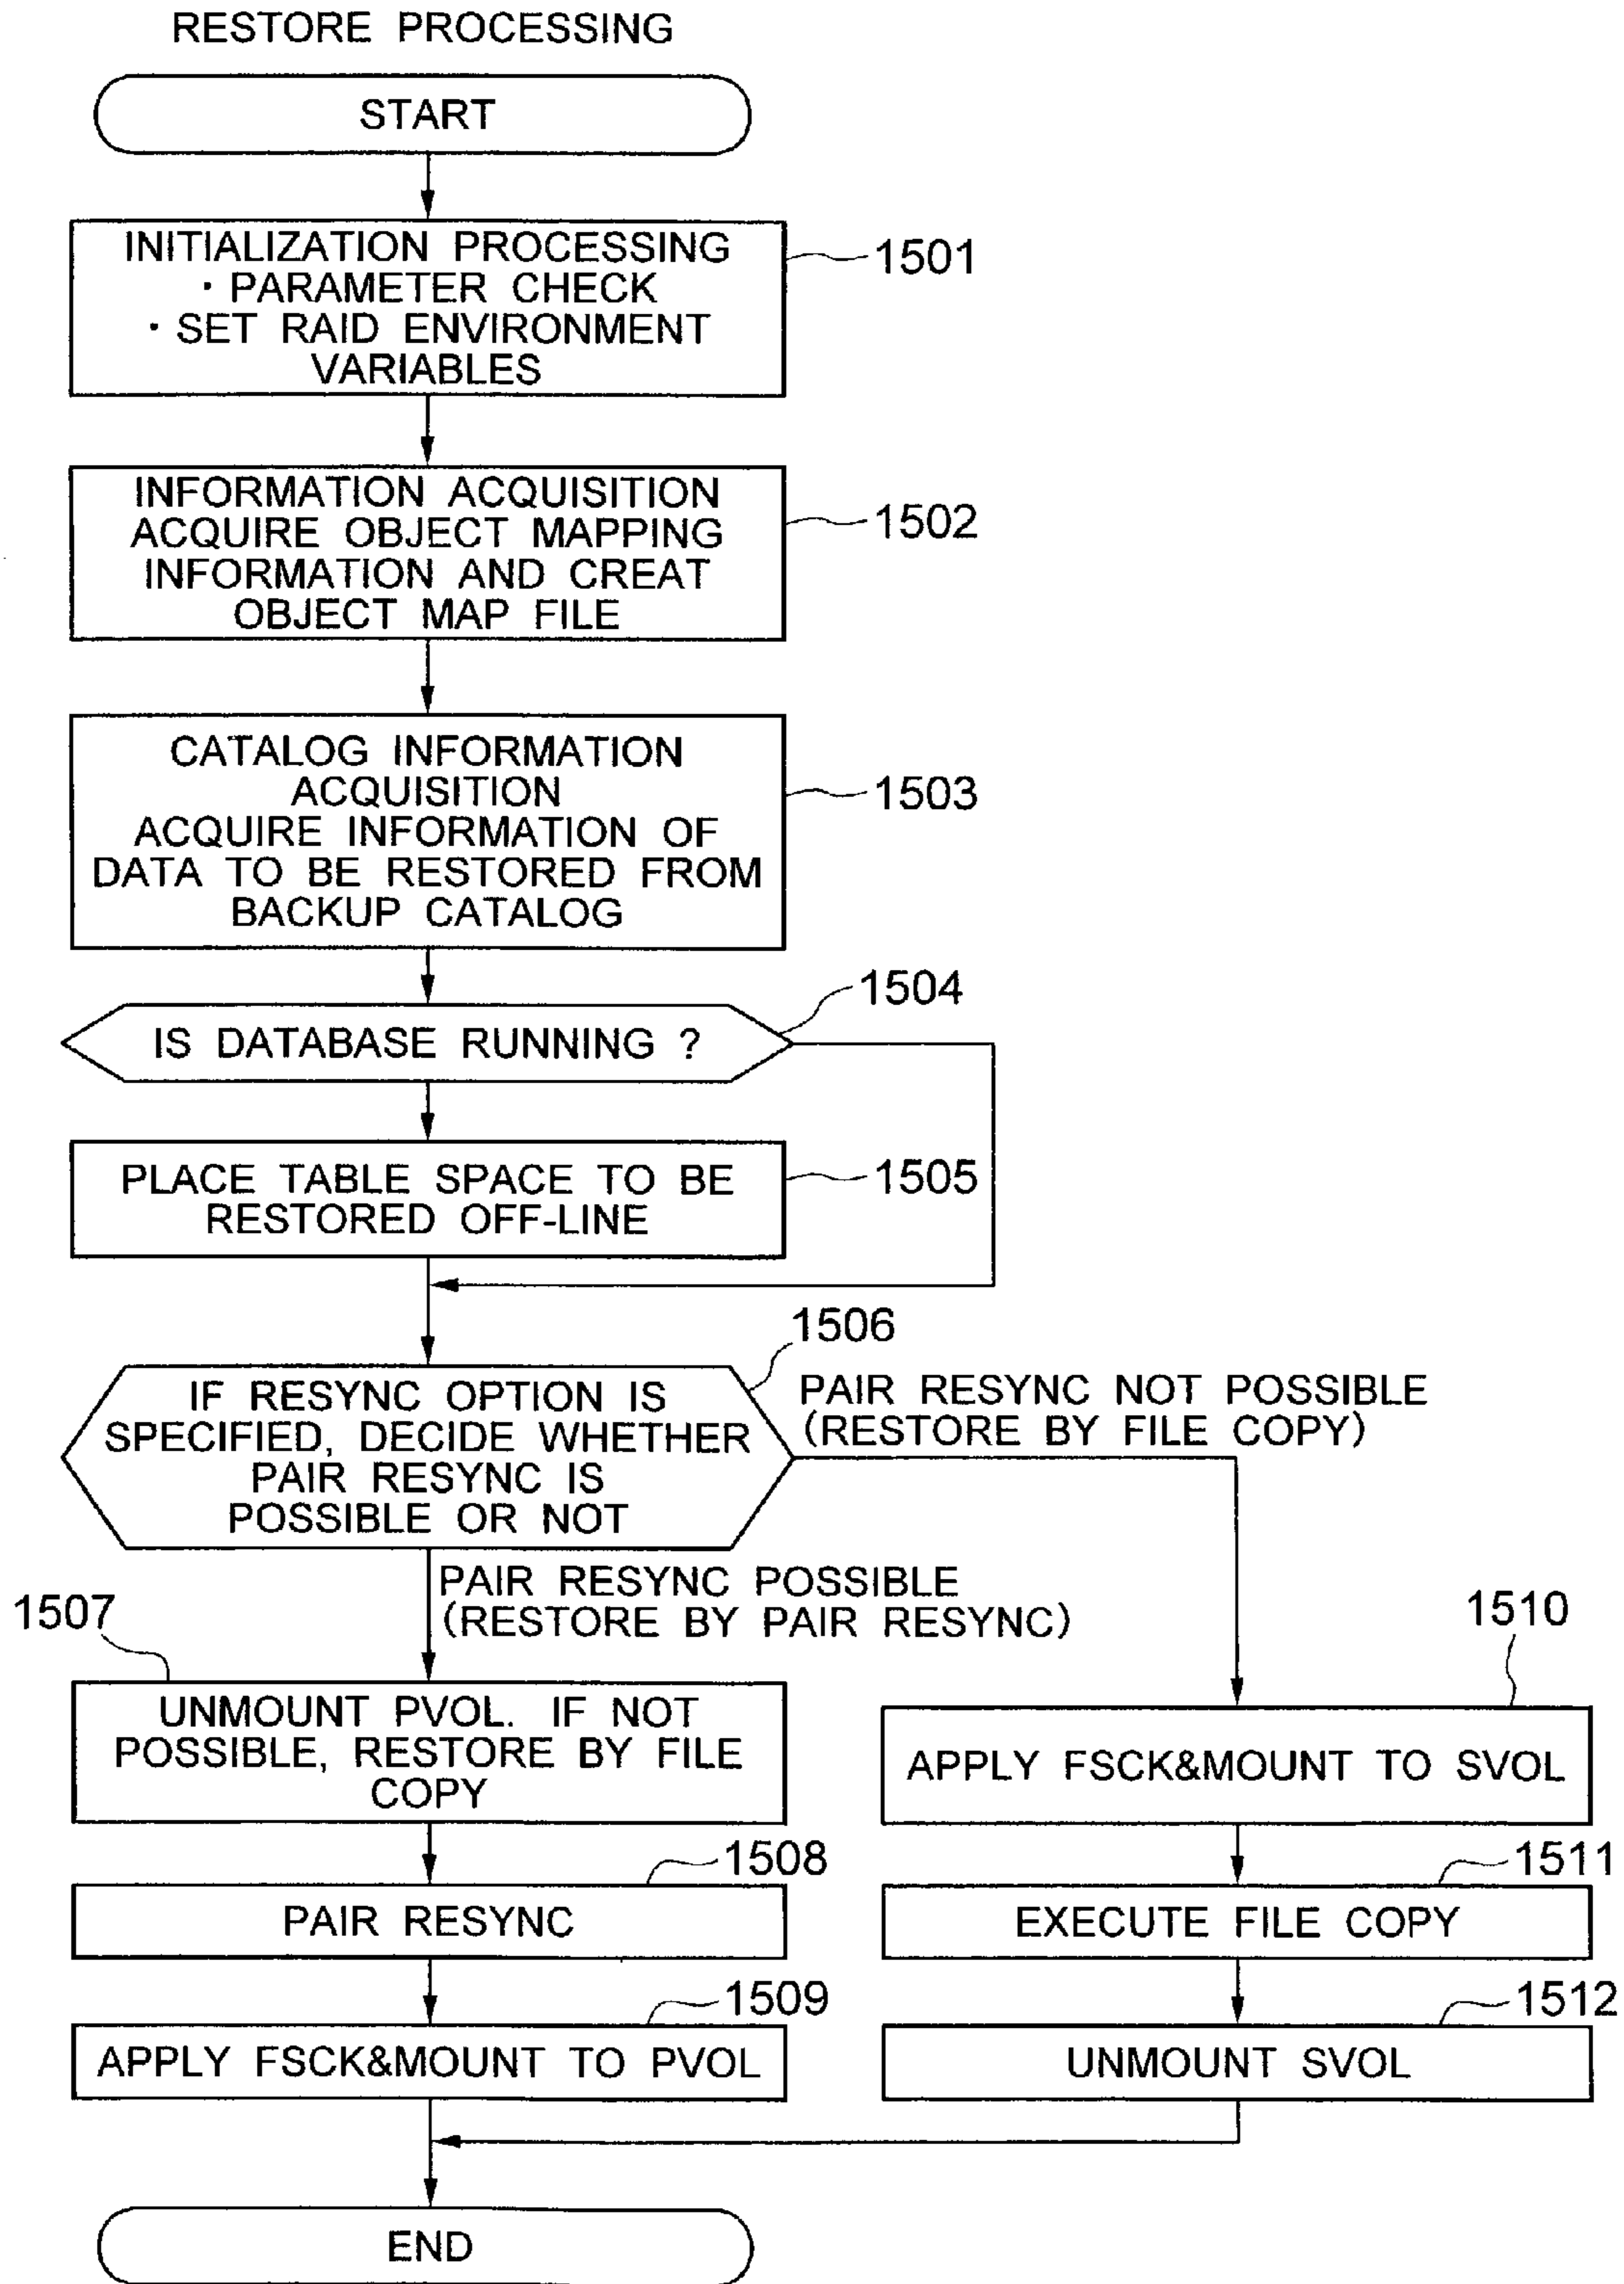 RESTORE PROCESSING
START
INITIALIZATION PROCESSING
· PARAMETER CHECK
· SET RAID ENVIRONMENT
VARIABLES
1501
INFORMATION ACQUISITION
ACQUIRE OBJECT MAPPING
INFORMATION AND CREAT
OBJECT MAP FILE
1502
CATALOG INFORMATION
ACQUISITION
ACQUIRE INFORMATION OF
DATA TO BE RESTORED FROM
BACKUP CATALOG
1503
1504
IS DATABASE RUNNING ?
PLACE TABLE SPACE TO BE
RESTORED OFF-LINE
1505
1506
IF RESYNC OPTION IS
SPECIFIED, DECIDE WHETHER
PAIR RESYNC IS
POSSIBLE OR NOT
PAIR RESYNC NOT POSSIBLE
(RESTORE BY FILE COPY)
PAIR RESYNC POSSIBLE
(RESTORE BY PAIR RESYNC)
1507
UNMOUNT PVOL. IF NOT
POSSIBLE, RESTORE BY FILE
COPY
1508
PAIR RESYNC
1509
APPLY FSCK&MOUNT TO PVOL
1510
APPLY FSCK&MOUNT TO SVOL
1511
EXECUTE FILE COPY
1512
UNMOUNT SVOL
END